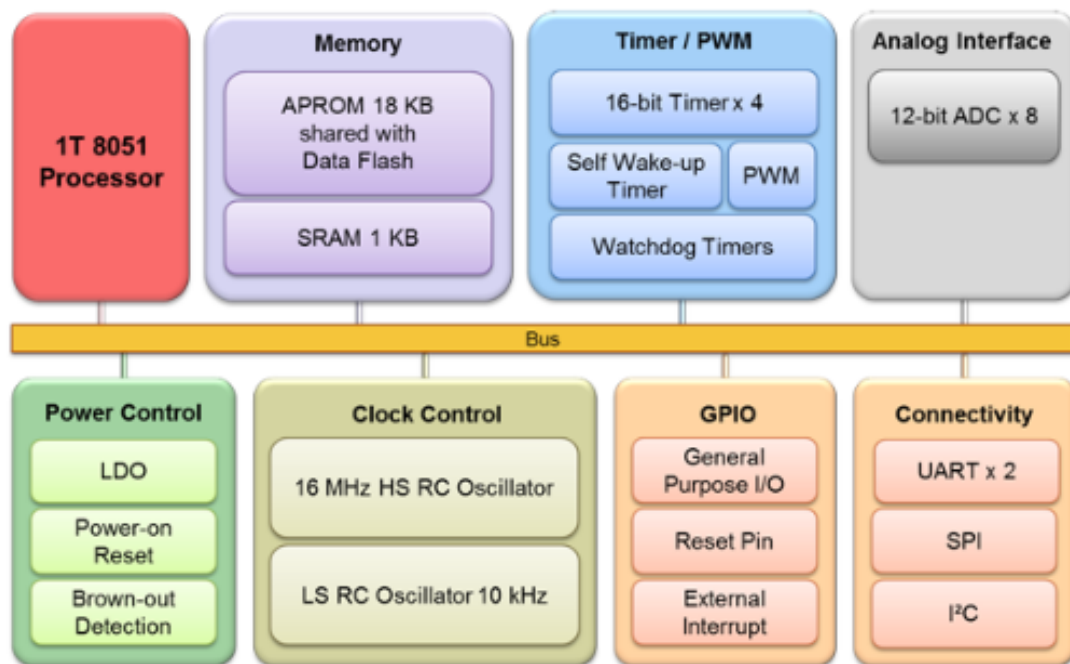 1T 8051
Processor
Memory
APROM 18 KB
shared with
Data Flash
SRAM 1 KB
Timer / PWM
16-bit Timer x 4
Self Wake-up
Timer
PWM
Watchdog Timers
Analog Interface
12-bit ADC x 8
Bus
Power Control
LDO
Power-on
Reset
Brown-out
Detection
Clock Control
16 MHz HS RC Oscillator
LS RC Oscillator 10 kHz
GPIO
General
Purpose I/O
Reset Pin
External
Interrupt
Connectivity
UART x 2
SPI
I²C